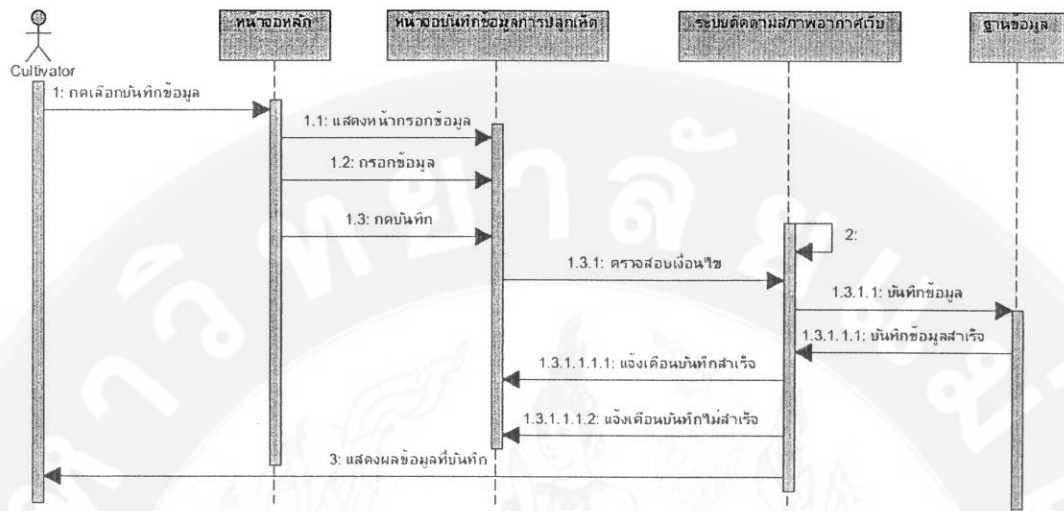 หน้าจอหลัก
หน้าจอบันทึกข้อมูลการปลูกเห็ด
ระบบติดตามสภาพอากาศเว็บ
ฐานข้อมูล
Cultivator
1: กดเลือกบันทึกข้อมูล
1.1: แสดงหน้ากรอกข้อมูล
1.2: กรอกข้อมูล
1.3: กดบันทึก
2:
1.3.1: ตรวจสอบเงื่อนไข
1.3.1.1: บันทึกข้อมูล
1.3.1.1.1: บันทึกข้อมูลสำเร็จ
1.3.1.1.1.1: แจ้งเตือนบันทึกสำเร็จ
1.3.1.1.1.2: แจ้งเตือนบันทึกไม่สำเร็จ
3: แสดงผลข้อมูลที่บันทึก